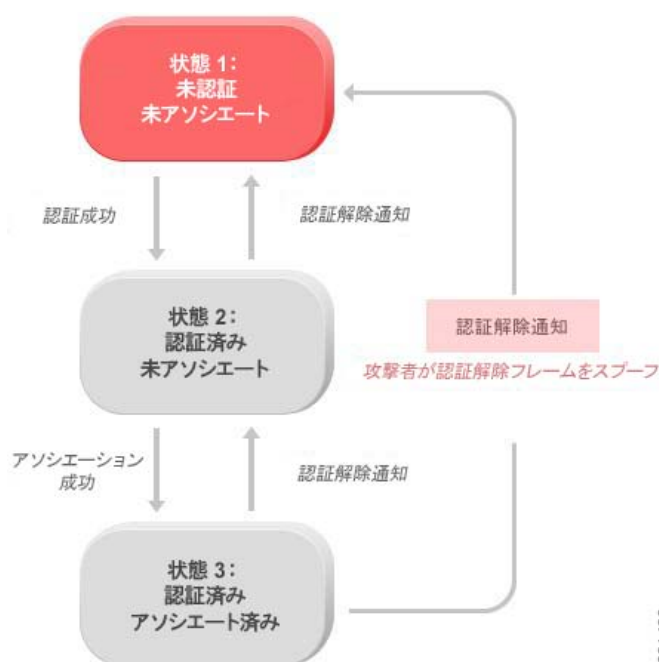 状態 1：
未認証
未アソシエート
認証成功
認証解除通知
状態 2：
認証済み
未アソシエート
認証解除通知
攻撃者が認証解除フレームをスプーフ
アソシエーション
成功
認証解除通知
状態 3：
認証済み
アソシエート済み